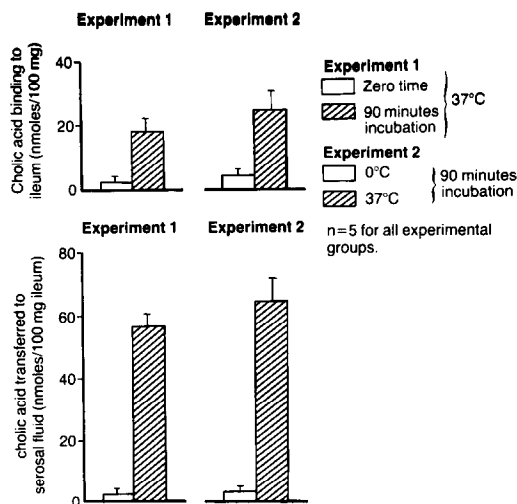 Experiment 1
Experiment 2
Cholic acid binding to
ileum (nmoles/100 mg)
40
20
0
Experiment 1
Zero time
90 minutes
incubation
37°C
Experiment 2
0°C
37°C
90 minutes
incubation
n=5 for all experimental
groups.
Experiment 1
Experiment 2
cholic acid transferred to
serosal fluid (nmoles/100 mg ileum)
80
60
40
20
0